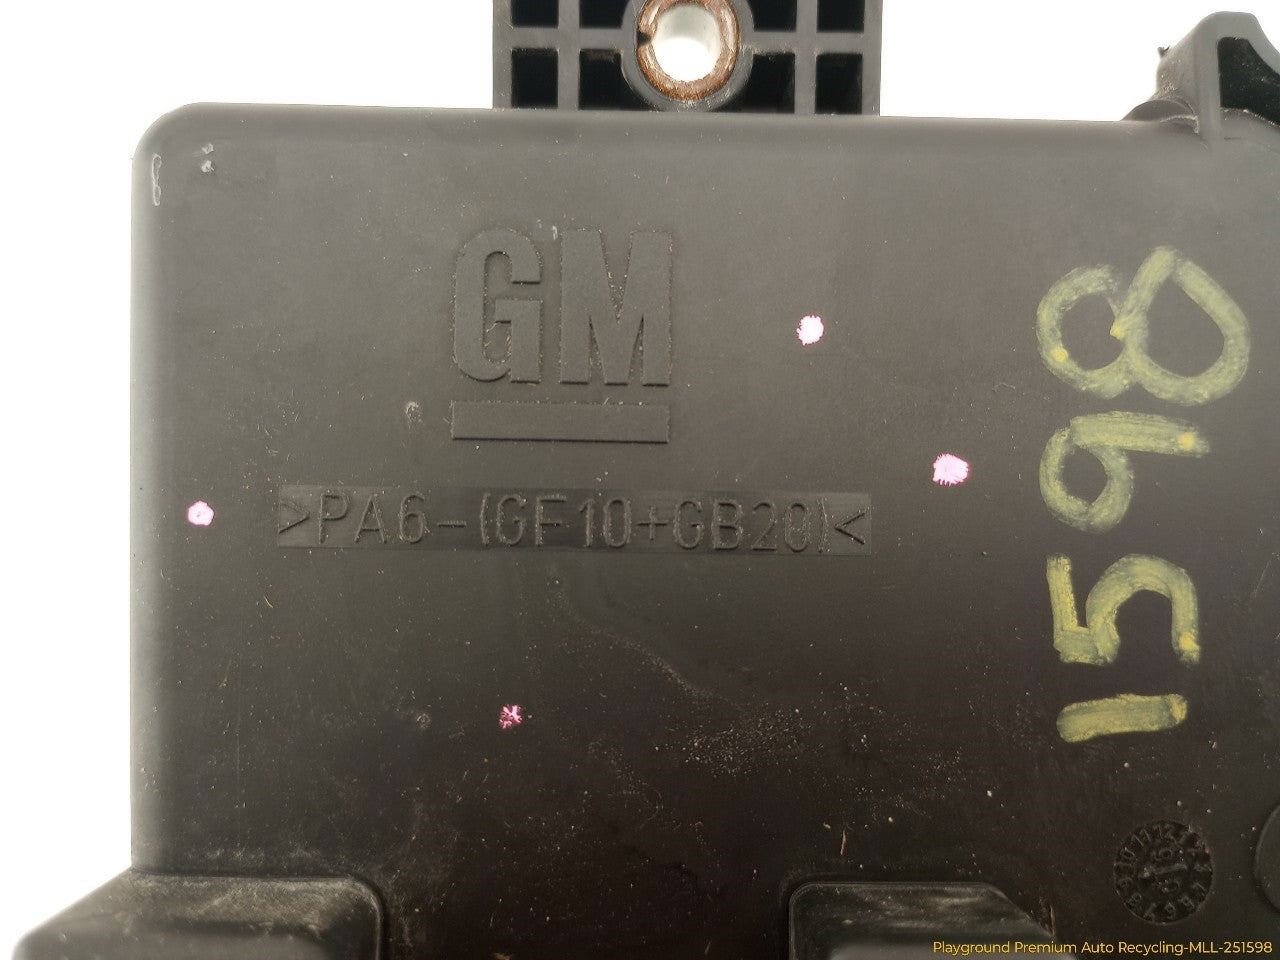 GM
>PA6-(GF10+GB20)<
1598
Playground Premium Auto Recycling-MLL-251598